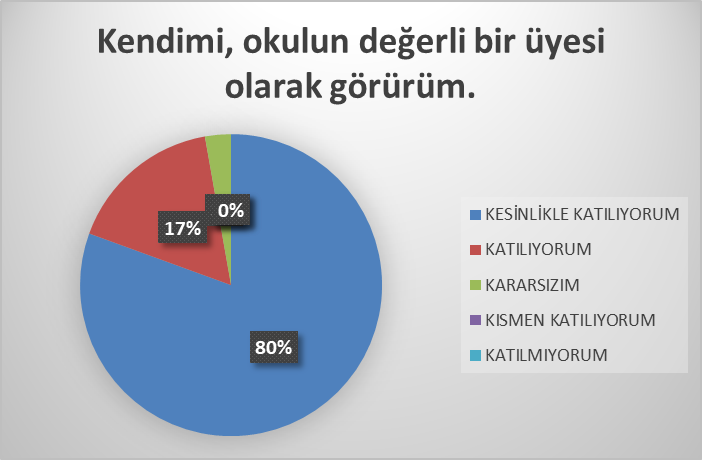 Kendimi, okulun değerli bir üyesi
olarak görürüm.
0%
17%
80%
KESİNLİKLE KATILIYORUM
KATILIYORUM
KARARSIZIM
KISMEN KATILIYORUM
KATILMIYORUM